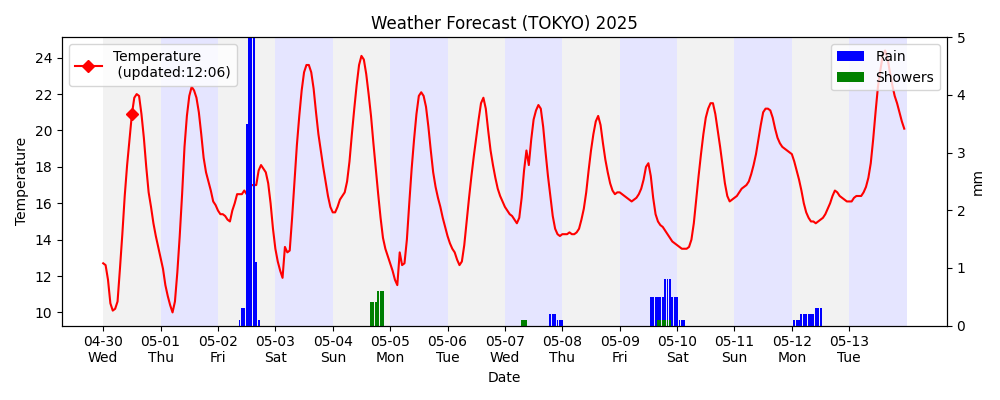 Weather Forecast (TOKYO) 2025
Temperature
(updated:12:06)
Rain
Showers
Temperature
24
22
20
18
16
14
12
10
5
4
3
2
1
0
mm
04-30 05-01 05-02 05-03 05-04 05-05 05-06 05-07 05-08 05-09 05-10 05-11 05-12 05-13
Wed Thu Fri Sat Sun Mon Tue Wed Thu Fri Sat Sun Mon Tue
Date